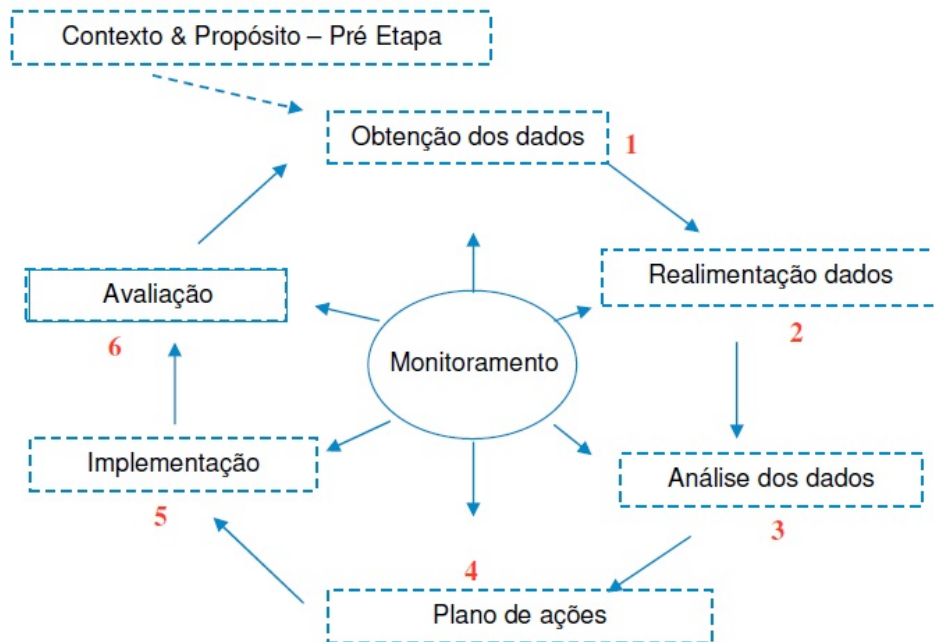 Contexto & Propósito – Pré Etapa
Obtenção dos dados
1
Realimentação dados
2
Análise dos dados
3
4
Plano de ações
Implementação
5
Avaliação
6
Monitoramento